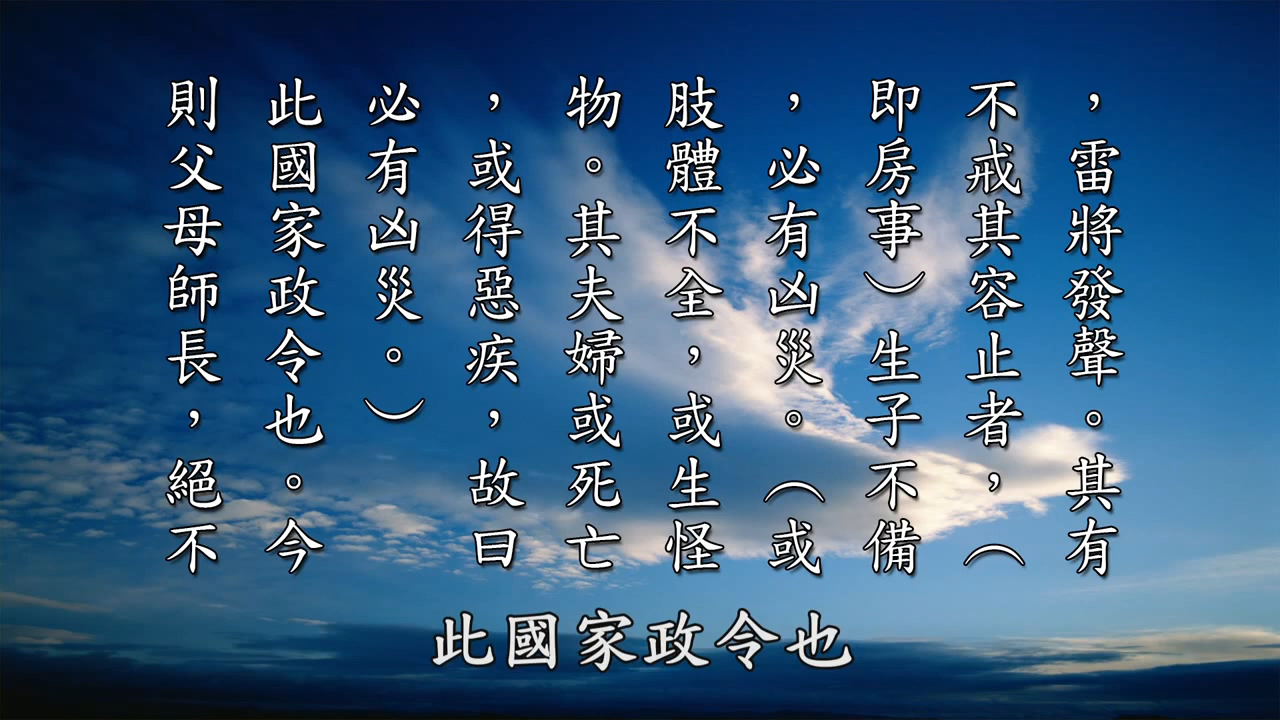 ，雷將發聲。其有
不戒其容止者，（
即房事）生子不備
，必有凶災。（或
肢體不全，或生怪
物。其夫婦或死亡
，或得惡疾，故曰
必有凶災。）
此國家政令也。今
則父母師長，絕不
此國家政令也